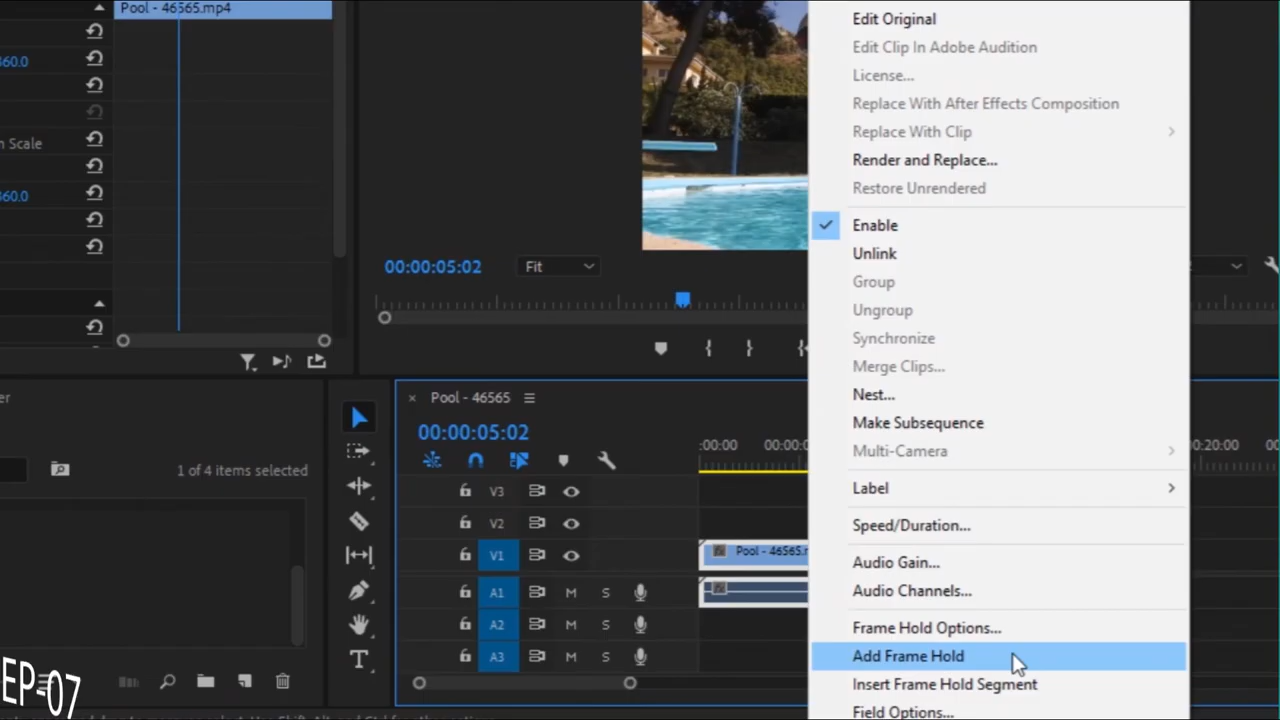 Pool - 46565.mp4
360.0
m Scale
360.0
er
1 of 4 items selected
EP-07
00:00:05:02
Fit
Pool - 46565
00:00:05:02
:00:00
00:00:0
0:20:00
V3
V2
V1
Pool - 46565.m
A1 M S
A2 M S
A3 M S
Edit Original
Edit Clip In Adobe Audition
License...
Replace With After Effects Composition
Replace With Clip
Render and Replace...
Restore Unrendered
Enable
Unlink
Group
Ungroup
Synchronize
Merge Clips...
Nest...
Make Subsequence
Multi-Camera
Label
Speed/Duration...
Audio Gain...
Audio Channels...
Frame Hold Options...
Add Frame Hold
Insert Frame Hold Segment
Field Options...